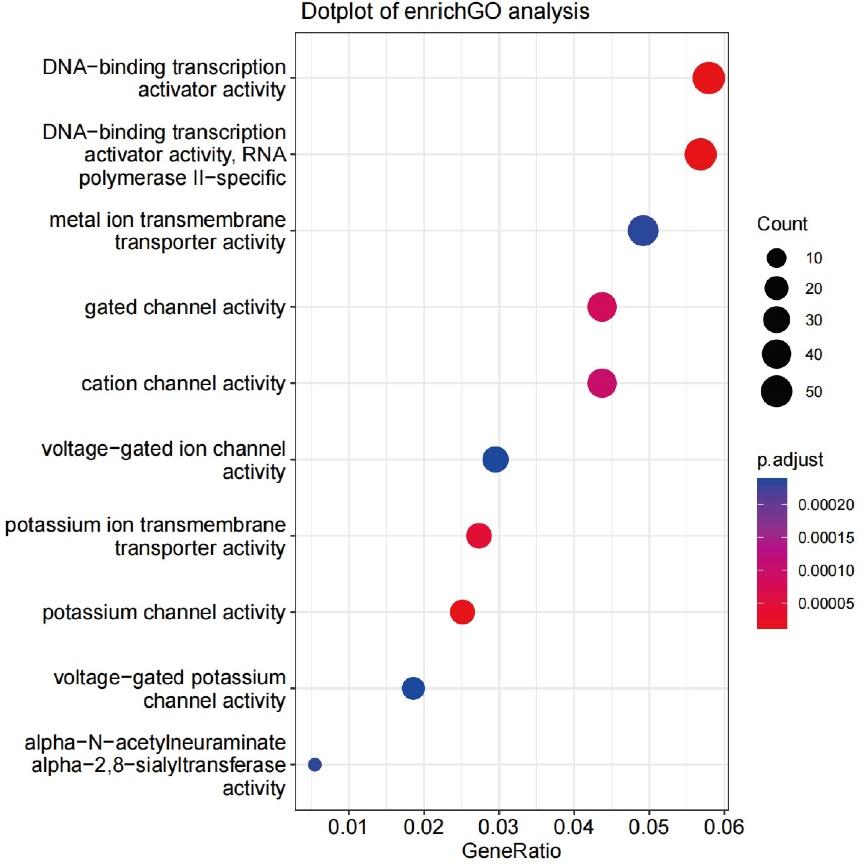 Dotplot of enrichGO analysis
DNA−binding transcription
activator activity
DNA−binding transcription
activator activity, RNA
polymerase II−specific
metal ion transmembrane
transporter activity
gated channel activity
cation channel activity
voltage−gated ion channel
activity
potassium ion transmembrane
transporter activity
potassium channel activity
voltage−gated potassium
channel activity
alpha−N−acetylneuraminate
alpha−2,8−sialyltransferase
activity
0.01 0.02 0.03 0.04 0.05 0.06
GeneRatio
Count
10
20
30
40
50
p.adjust
0.00020
0.00015
0.00010
0.00005